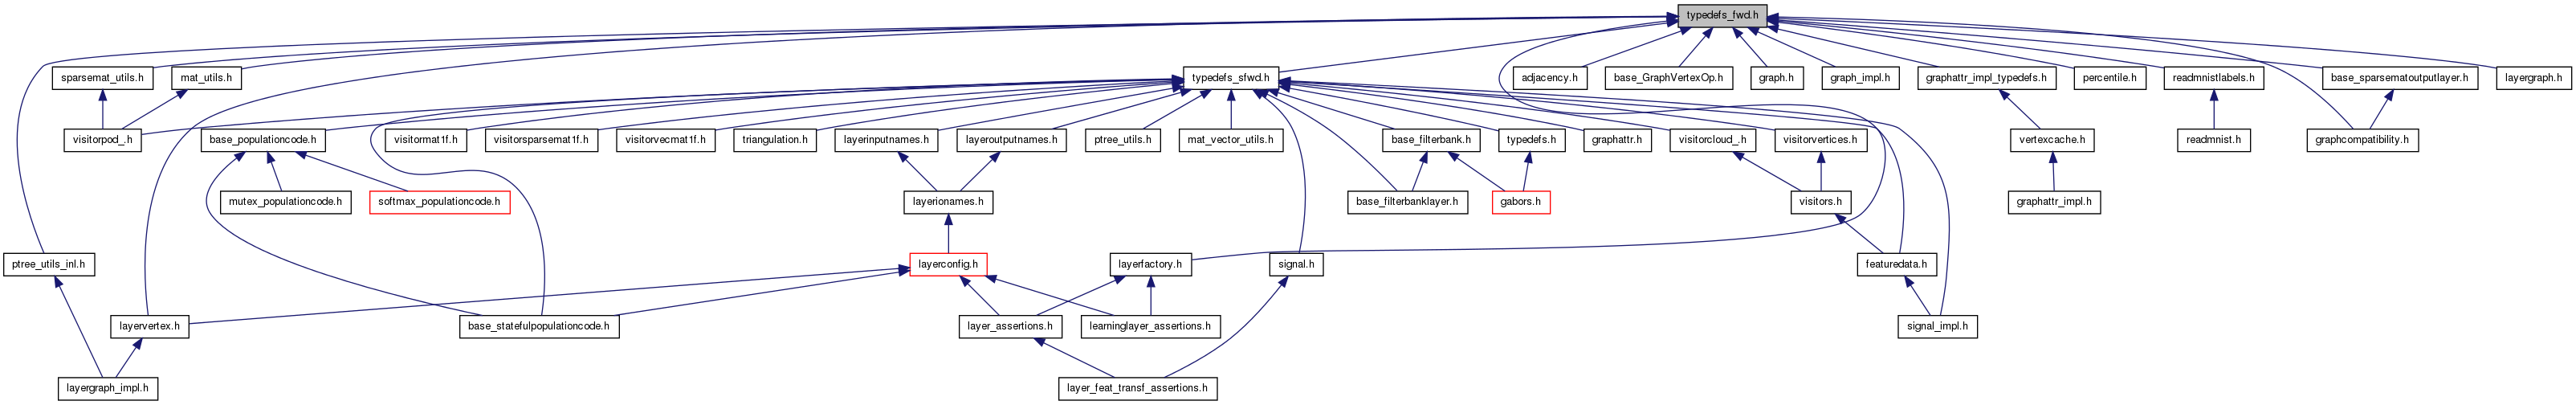 typedefs_fwd.h
sparsemat_utils.h
mat_utils.h
typedefs_sfwd.h
adjacency.h
base_GraphVertexOp.h
graph.h
graph_impl.h
graphattr_impl_typedefs.h
percentile.h
readmnistlabels.h
base_sparsematoutputlayer.h
layergraph.h
visitorpod_.h
base_populationcode.h
visitormat1f.h
visitorsparsemat1f.h
visitorvecmat1f.h
triangulation.h
layerinputnames.h
layeroutputnames.h
ptree_utils.h
mat_vector_utils.h
base_filterbank.h
typedefs.h
graphattr.h
visitorcloud_.h
visitorvertices.h
vertexcache.h
readmnist.h
graphcompatibility.h
mutex_populationcode.h
softmax_populationcode.h
layerionames.h
base_filterbanklayer.h
gabors.h
visitors.h
graphattr_impl.h
ptree_utils_inl.h
layerconfig.h
layerfactory.h
signal.h
featuredata.h
layervertex.h
base_statefulpopulationcode.h
layer_assertions.h
learninglayer_assertions.h
signal_impl.h
layergraph_impl.h
layer_feat_transf_assertions.h